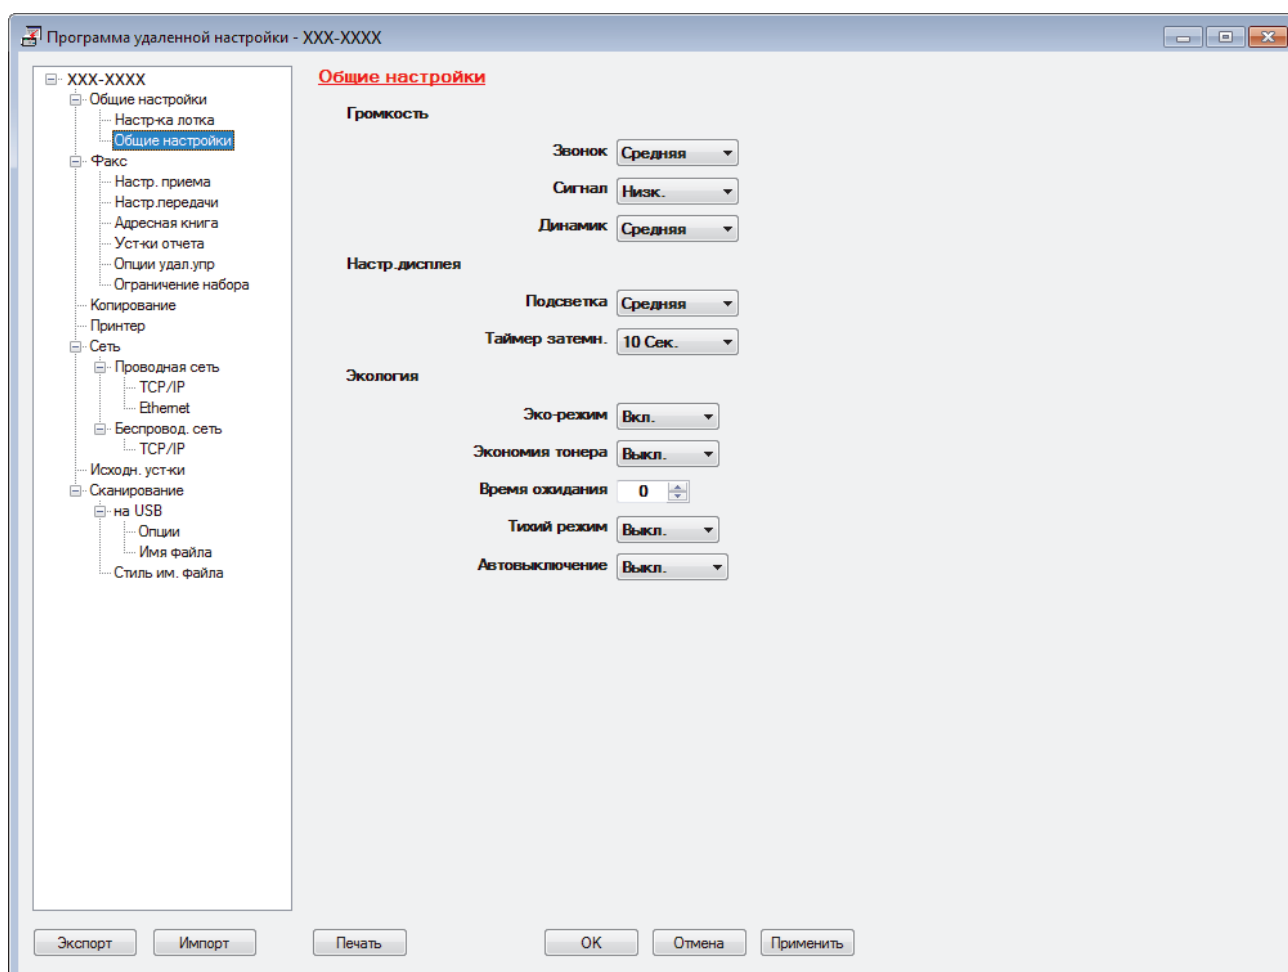 Программа удаленной настройки - XXX-XXXX
XXX-XXXX
Общие настройки
Настр-ка лотка
Общие настройки
Факс
Настр. приема
Настр.передачи
Адресная книга
Уст-ки отчета
Опции удал.упр
Ограничение набора
Копирование
Принтер
Сеть
Проводная сеть
TCP/IP
Ethernet
Беспровод. сеть
TCP/IP
Исходн. уст-ки
Сканирование
на USB
Опции
Имя файла
Стиль им. файла
Общие настройки
Громкость
Звонок Средняя
Сигнал Низк.
Динамик Средняя
Настр.дисплея
Подсветка Средняя
Таймер затемн. 10 Сек.
Экология
Эко-режим Вкл.
Экономия тонера Выкл.
Время ожидания 0
Тихий режим Выкл.
Автовыключение Выкл.
Экспорт Импорт Печать OK Отмена Применить